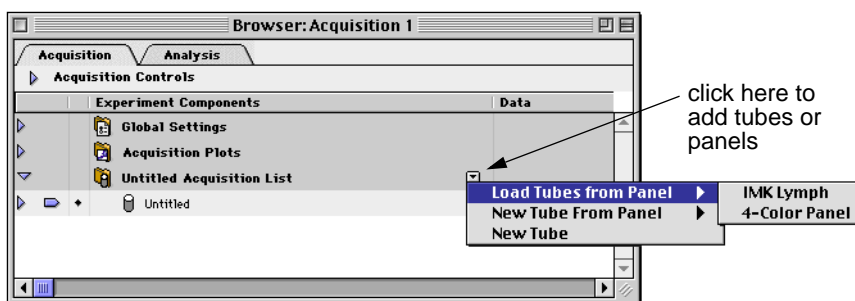 Browser: Acquisition 1
Acquisition Analysis
Acquisition Controls
Experiment Components Data
Global Settings
Acquisition Plots
Untitled Acquisition List
Untitled
click here to
add tubes or
panels
Load Tubes from Panel
New Tube From Panel
New Tube
IMK Lymph
4-Color Panel